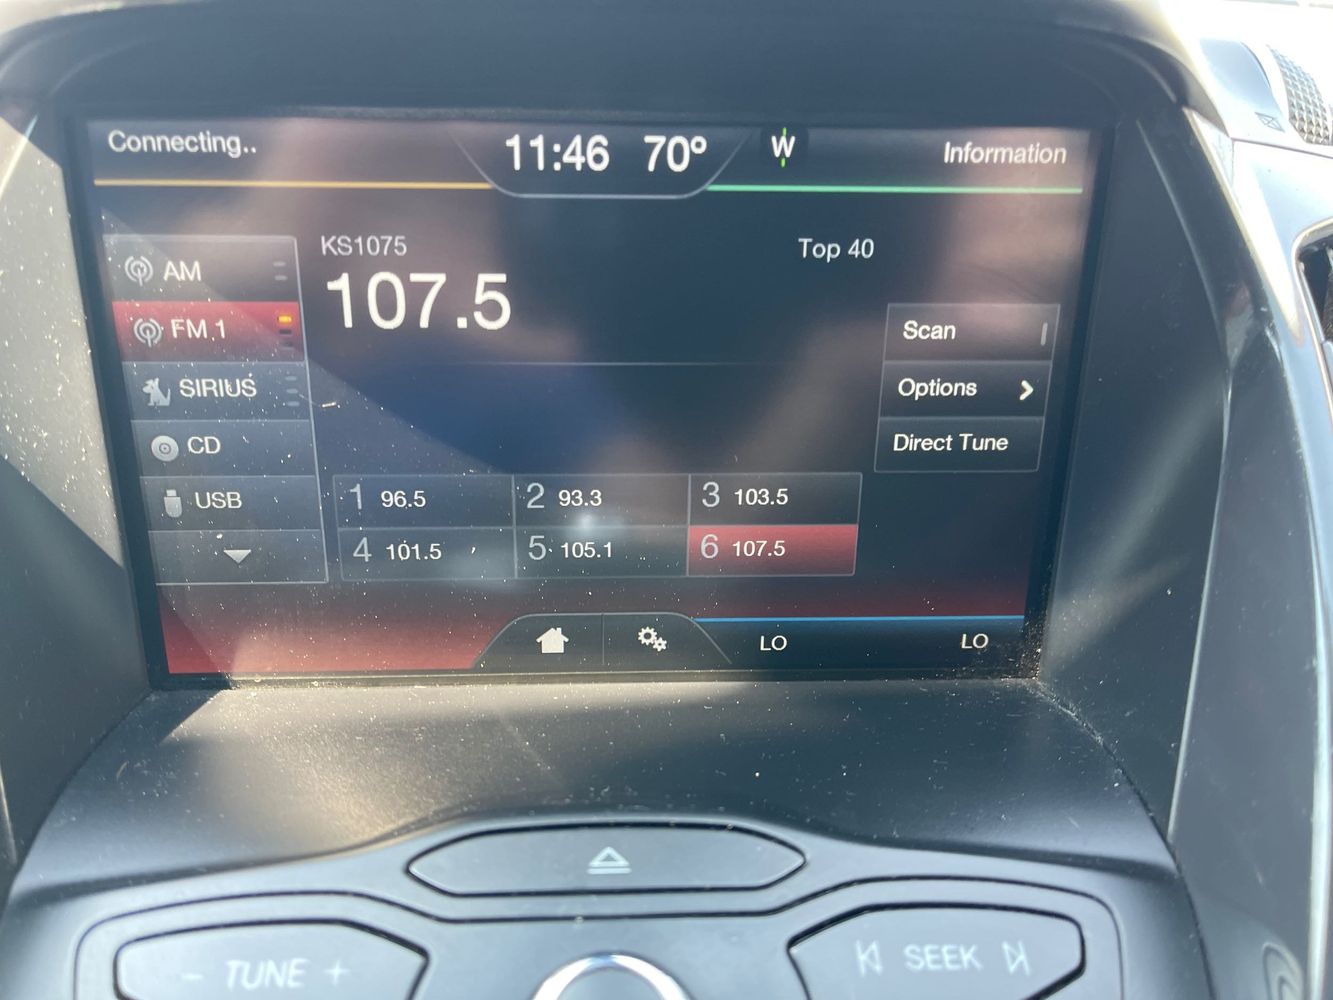 Connecting..
11:46 70° W
Information
AM
FM 1
SIRIUS
CD
USB
KS1075
107.5
Top 40
Scan
Options
Direct Tune
1 96.5
2 93.3
3 103.5
4 101.5
5 105.1
6 107.5
LO
LO
- TUNE +
SEEK